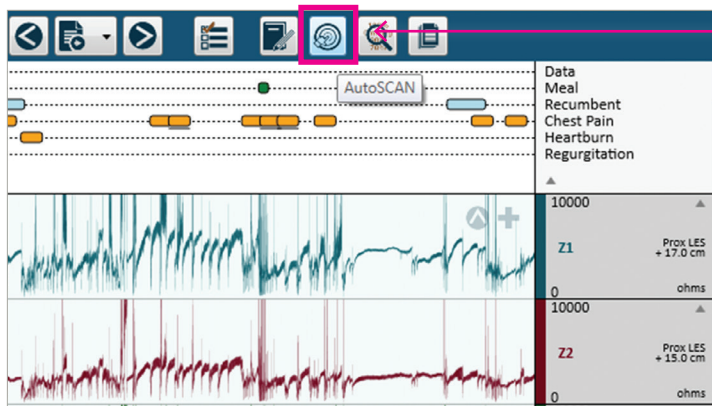 AutoSCAN
Data
Meal
Recumbent
Chest Pain
Heartburn
Regurgitation
10000
Z1
Prox LES
+ 17.0 cm
0
ohms
10000
Z2
Prox LES
+ 15.0 cm
0
ohms